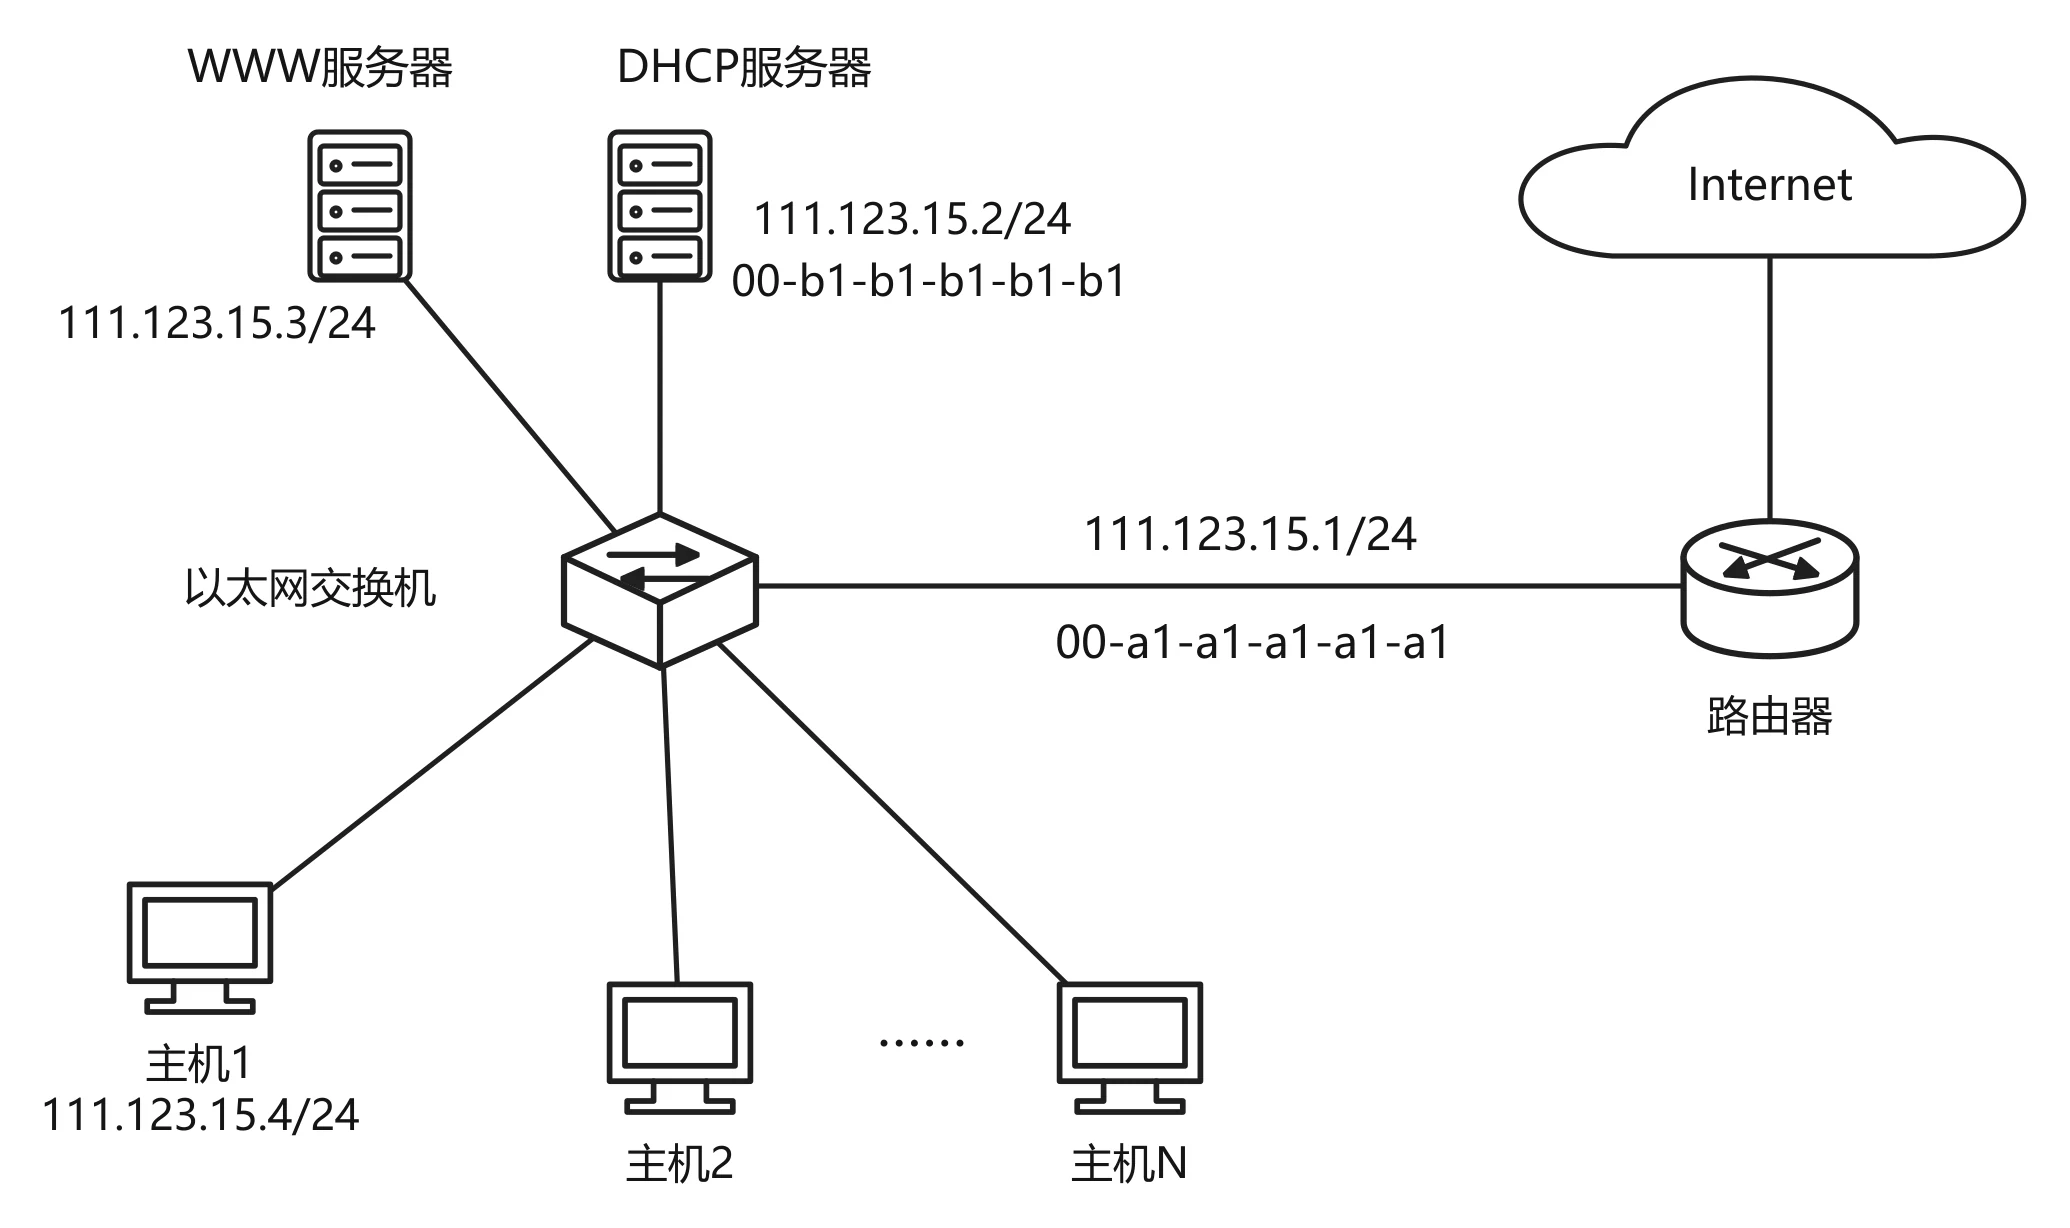 WWW服务器
DHCP服务器
Internet
111.123.15.2/24
00-b1-b1-b1-b1-b1
111.123.15.3/24
111.123.15.1/24
以太网交换机
00-a1-a1-a1-a1-a1
路由器
主机1
111.123.15.4/24
......
主机2
主机N